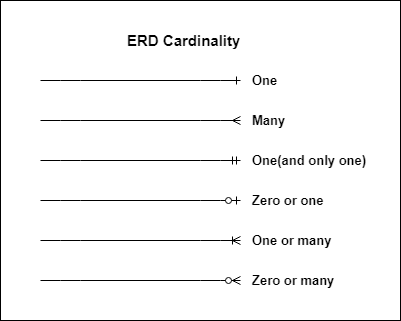 ERD Cardinality
One
Many
One(and only one)
Zero or one
One or many
Zero or many